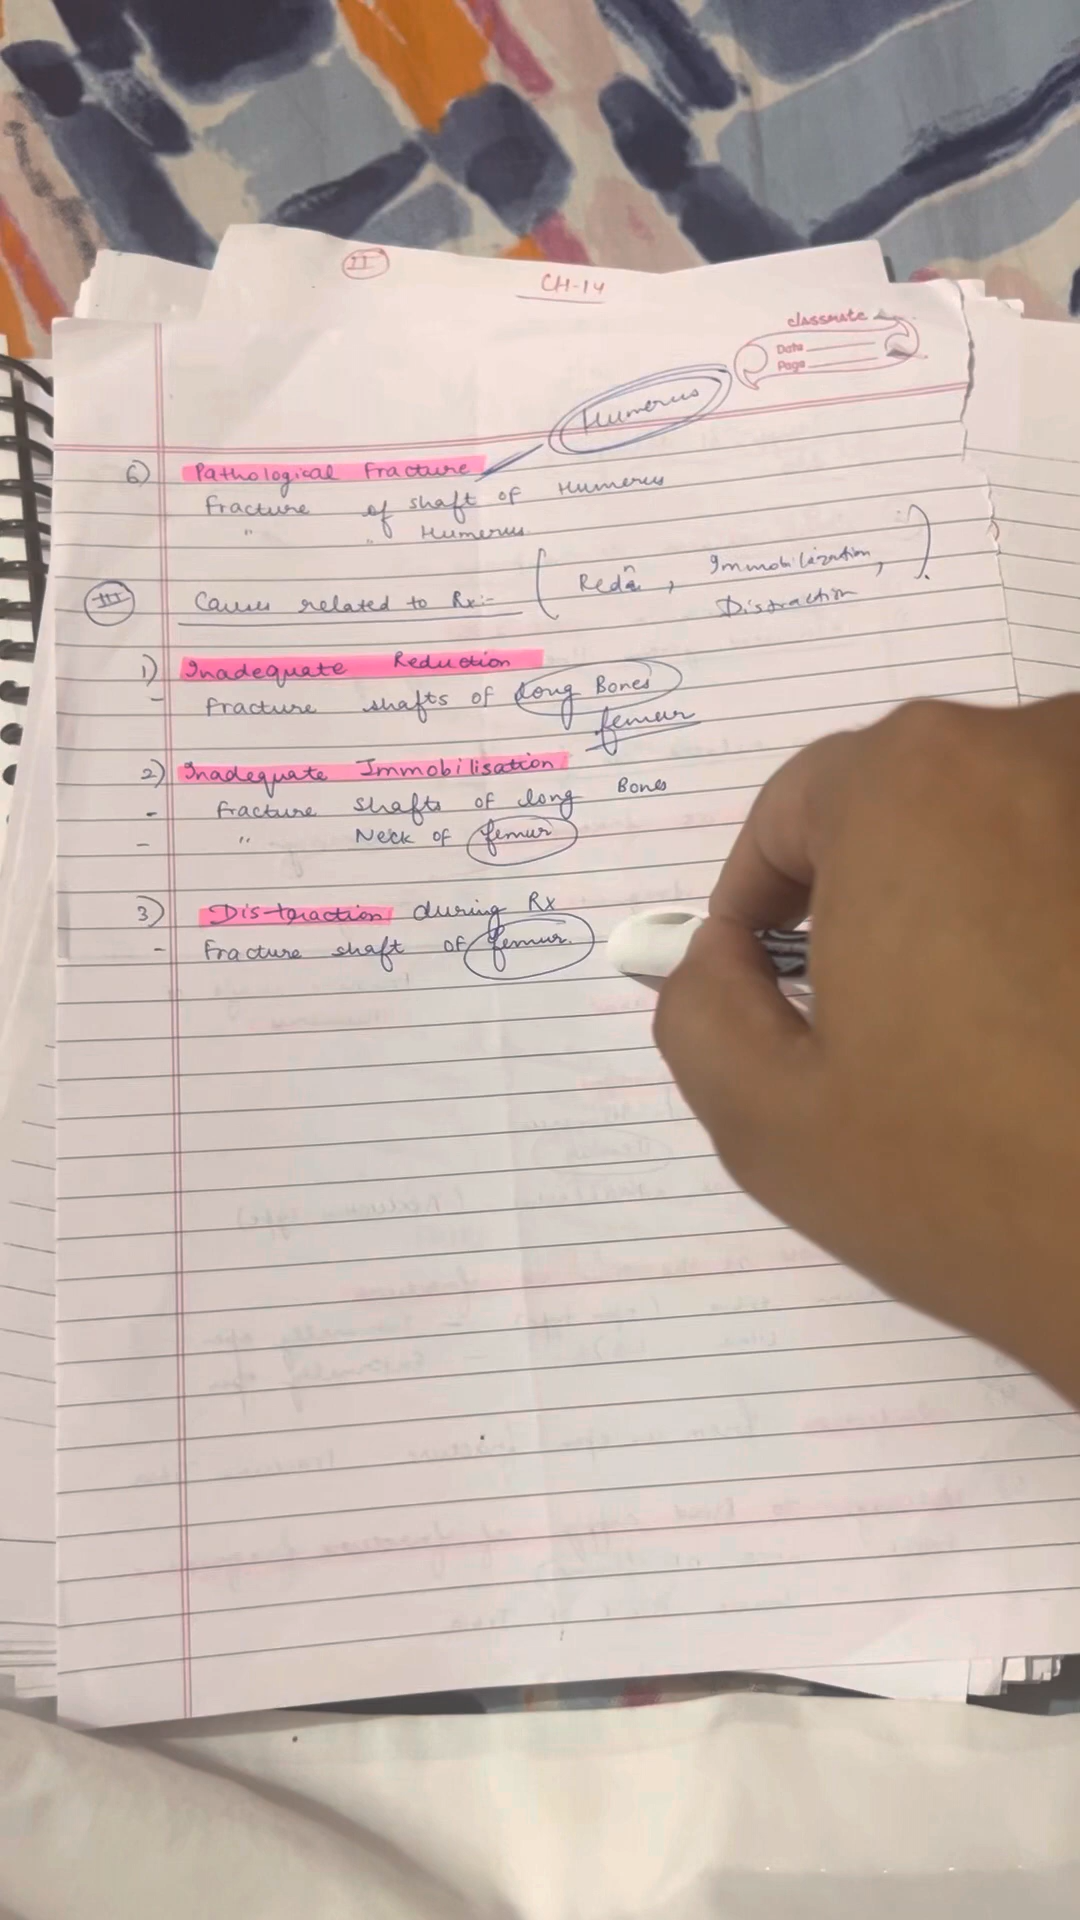 II
CH-14
classmate
Date
Page
Humerus
6) Pathological Fracture
fracture of shaft of Humerus
" " Humerus
III Causes related to Rx:- (Redn, Immobilization,
Distraction)
1) Inadequate Reduction
- fracture shafts of long Bones
femur
2) Inadequate Immobilisation
- fracture shafts of long Bones
- " Neck of femur
3) Distraction during Rx
- Fracture shaft of femur.